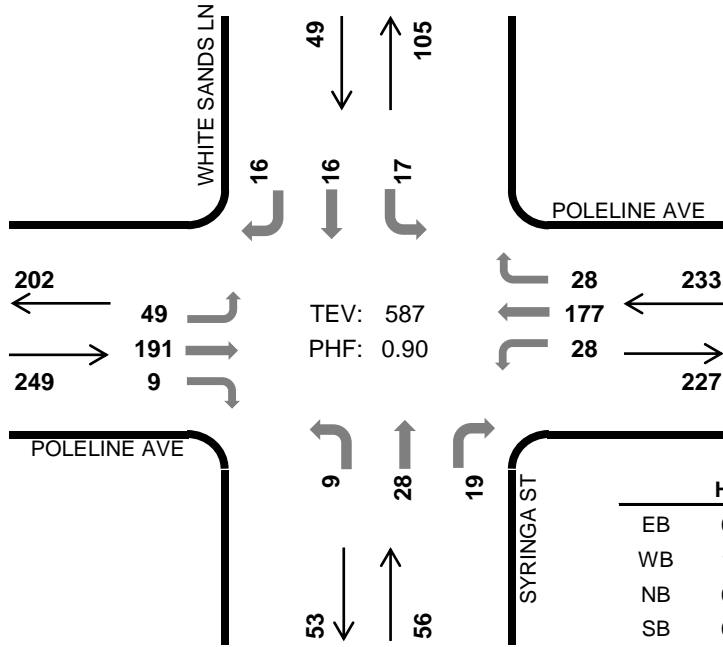 WHITE SANDS LN
49
105
16
16
17
POLELINE AVE
202
49
191
9
249
TEV: 587
PHF: 0.90
28
177
28
233
227
POLELINE AVE
9
28
19
SYRINGA ST
53
56
EB
WB
NB
SB